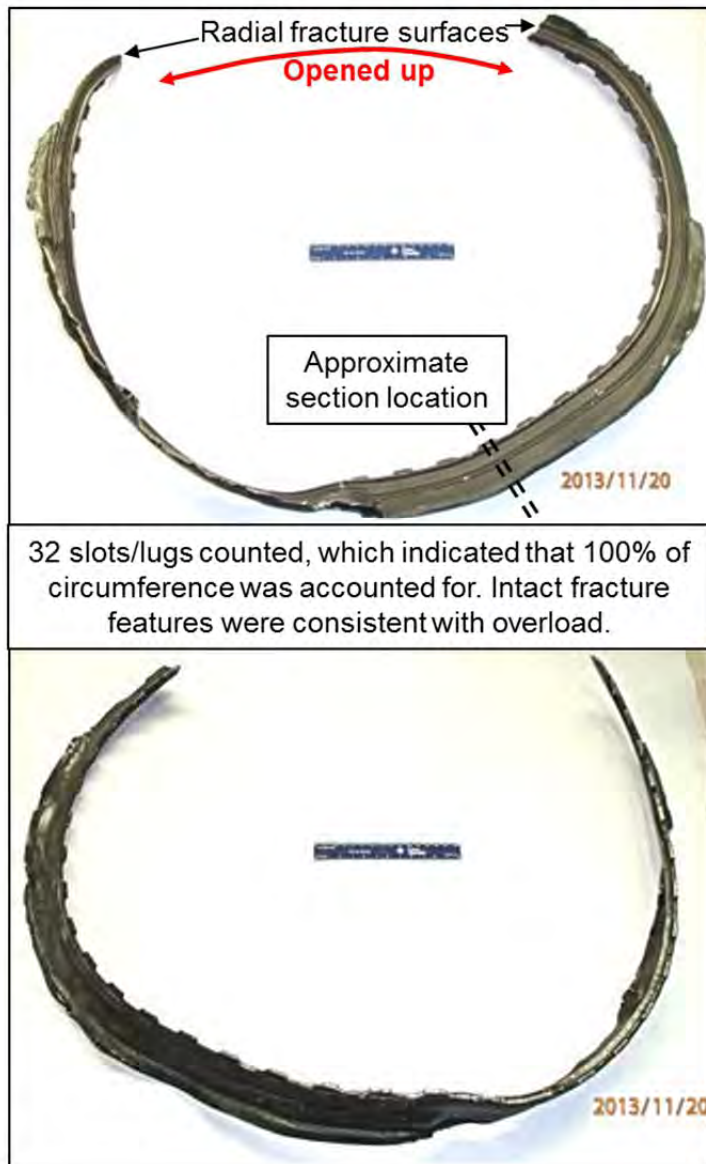 Radial fracture surfaces
Opened up
Approximate
section location
2013/11/20
32 slots/lugs counted, which indicated that 100% of
circumference was accounted for. Intact fracture
features were consistent with overload.
2013/11/20